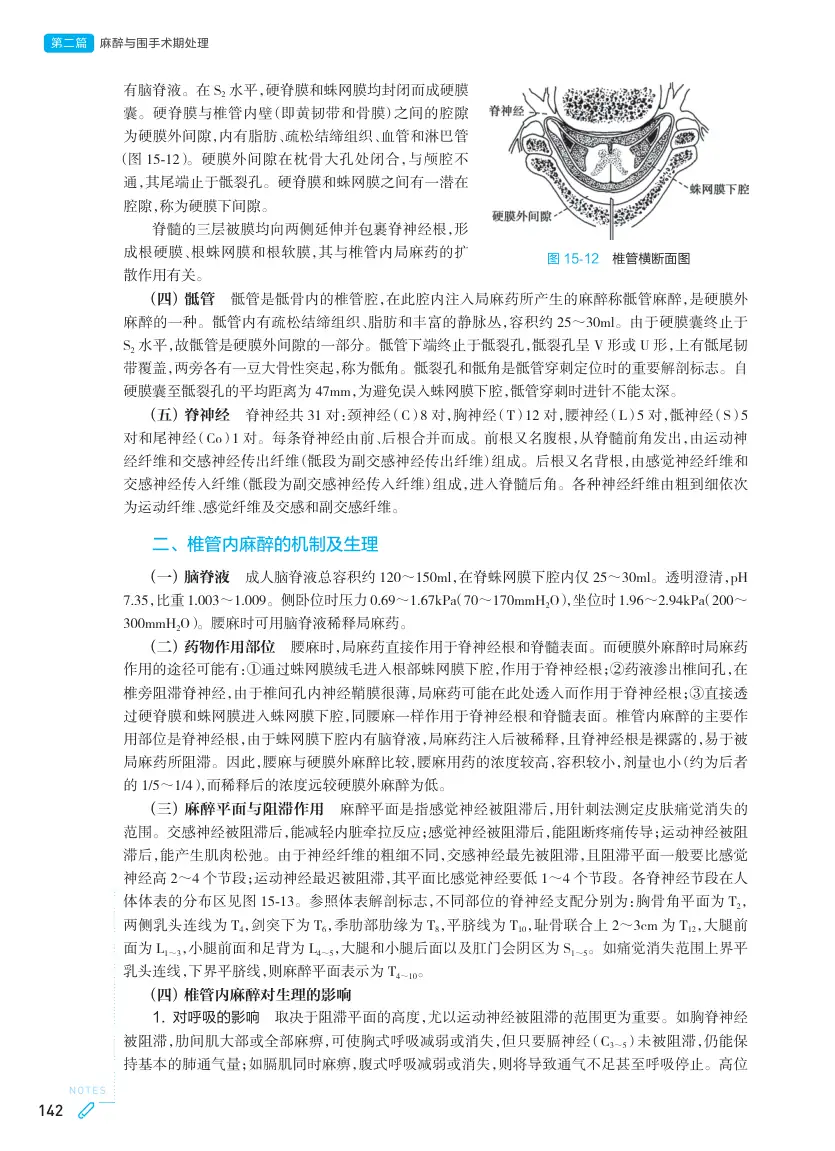 第二篇 麻醉与围手术期处理
有脑脊液。在 S₂ 水平,硬脊膜和蛛网膜均封闭而成硬膜
囊。硬脊膜与椎管内壁(即黄韧带和骨膜)之间的腔隙
为硬膜外间隙,内有脂肪、疏松结缔组织、血管和淋巴管
(图 15-12)。硬膜外间隙在枕骨大孔处闭合,与颅腔不
通,其尾端止于骶裂孔。硬脊膜和蛛网膜之间有一潜在
腔隙,称为硬膜下间隙。
脊髓的三层被膜均向两侧延伸并包裹脊神经根,形
成根硬膜、根蛛网膜和根软膜,其与椎管内局麻药的扩
散作用有关。
脊神经
蛛网膜下腔
硬膜外间隙
图 15-12 椎管横断面图
(四)骶管 骶管是骶骨内的椎管腔,在此腔内注入局麻药所产生的麻醉称骶管麻醉,是硬膜外
麻醉的一种。骶管内有疏松结缔组织、脂肪和丰富的静脉丛,容积约 25～30ml。由于硬膜囊终止于
S₂ 水平,故骶管是硬膜外间隙的一部分。骶管下端终止于骶裂孔,骶裂孔呈 V 形或 U 形,上有骶尾韧
带覆盖,两旁各有一豆大骨性突起,称为骶角。骶裂孔和骶角是骶管穿刺定位时的重要解剖标志。自
硬膜囊至骶裂孔的平均距离为 47mm,为避免误入蛛网膜下腔,骶管穿刺时进针不能太深。
(五)脊神经 脊神经共 31 对:颈神经(C)8 对,胸神经(T)12 对,腰神经(L)5 对,骶神经(S)5
对和尾神经(Co)1 对。每条脊神经由前、后根合并而成。前根又名腹根,从脊髓前角发出,由运动神
经纤维和交感神经传出纤维(骶段为副交感神经传出纤维)组成。后根又名背根,由感觉神经纤维和
交感神经传入纤维(骶段为副交感神经传入纤维)组成,进入脊髓后角。各种神经纤维由粗到细依次
为运动纤维、感觉纤维及交感和副交感纤维。
二、椎管内麻醉的机制及生理
(一)脑脊液 成人脑脊液总容积约 120～150ml,在脊蛛网膜下腔内仅 25～30ml。透明澄清,pH
7.35,比重 1.003～1.009。侧卧位时压力 0.69～1.67kPa(70～170mmH₂O),坐位时 1.96～2.94kPa(200～
300mmH₂O)。腰麻时可用脑脊液稀释局麻药。
(二)药物作用部位 腰麻时,局麻药直接作用于脊神经根和脊髓表面。而硬膜外麻醉时局麻药
作用的途径可能有:①通过蛛网膜绒毛进入根部蛛网膜下腔,作用于脊神经根;②药液渗出椎间孔,在
椎旁阻滞脊神经,由于椎间孔内神经鞘膜很薄,局麻药可能在此处透入而作用于脊神经根;③直接透
过硬脊膜和蛛网膜进入蛛网膜下腔,同腰麻一样作用于脊神经根和脊髓表面。椎管内麻醉的主要作
用部位是脊神经根,由于蛛网膜下腔内有脑脊液,局麻药注入后被稀释,且脊神经根是裸露的,易于被
局麻药所阻滞。因此,腰麻与硬膜外麻醉比较,腰麻用药的浓度较高,容积较小,剂量也小(约为后者
的 1/5～1/4),而稀释后的浓度远较硬膜外麻醉为低。
(三)麻醉平面与阻滞作用 麻醉平面是指感觉神经被阻滞后,用针刺法测定皮肤痛觉消失的
范围。交感神经被阻滞后,能减轻内脏牵拉反应;感觉神经被阻滞后,能阻断疼痛传导;运动神经被阻
滞后,能产生肌肉松弛。由于神经纤维的粗细不同,交感神经最先被阻滞,且阻滞平面一般要比感觉
神经高 2～4 个节段;运动神经最迟被阻滞,其平面比感觉神经要低 1～4 个节段。各脊神经节段在人
体体表的分布区见图 15-13。参照体表解剖标志,不同部位的脊神经支配分别为:胸骨角平面为 T₂,
两侧乳头连线为 T₄,剑突下为 T₆,季肋部肋缘为 T₈,平脐线为 T₁₀,耻骨联合上 2～3cm 为 T₁₂,大腿前
面为 L₁～₃,小腿前面和足背为 L₄～₅,大腿和小腿后面以及肛门会阴区为 S₁～₅。如痛觉消失范围上界平
乳头连线,下界平脐线,则麻醉平面表示为 T₄～₁₀。
(四)椎管内麻醉对生理的影响
1. 对呼吸的影响 取决于阻滞平面的高度,尤以运动神经被阻滞的范围更为重要。如胸脊神经
被阻滞,肋间肌大部或全部麻痹,可使胸式呼吸减弱或消失,但只要膈神经(C₃～₅)未被阻滞,仍能保
持基本的肺通气量;如膈肌同时麻痹,腹式呼吸减弱或消失,则将导致通气不足甚至呼吸停止。高位
NOTES
142